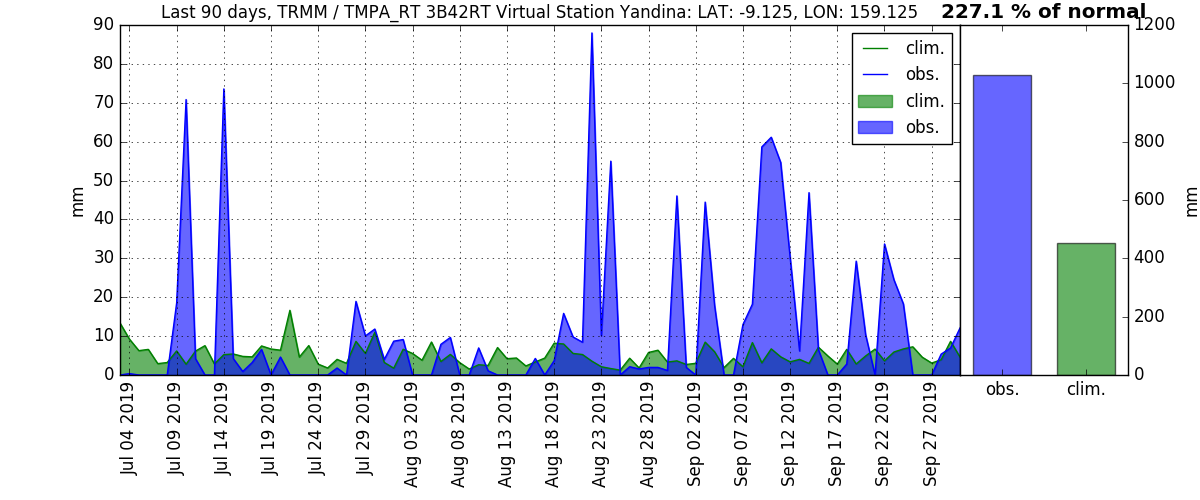 Last 90 days, TRMM / TMPA_RT 3B42RT Virtual Station Yandina: LAT: -9.125, LON: 159.125
227.1 % of normal
90
80
70
60
50
40
30
20
10
0
mm
clim.
obs.
clim.
obs.
Jul 04 2019
Jul 09 2019
Jul 14 2019
Jul 19 2019
Jul 24 2019
Jul 29 2019
Aug 03 2019
Aug 08 2019
Aug 13 2019
Aug 18 2019
Aug 23 2019
Aug 28 2019
Sep 02 2019
Sep 07 2019
Sep 12 2019
Sep 17 2019
Sep 22 2019
Sep 27 2019
1200
1000
800
600
400
200
0
mm
obs.
clim.